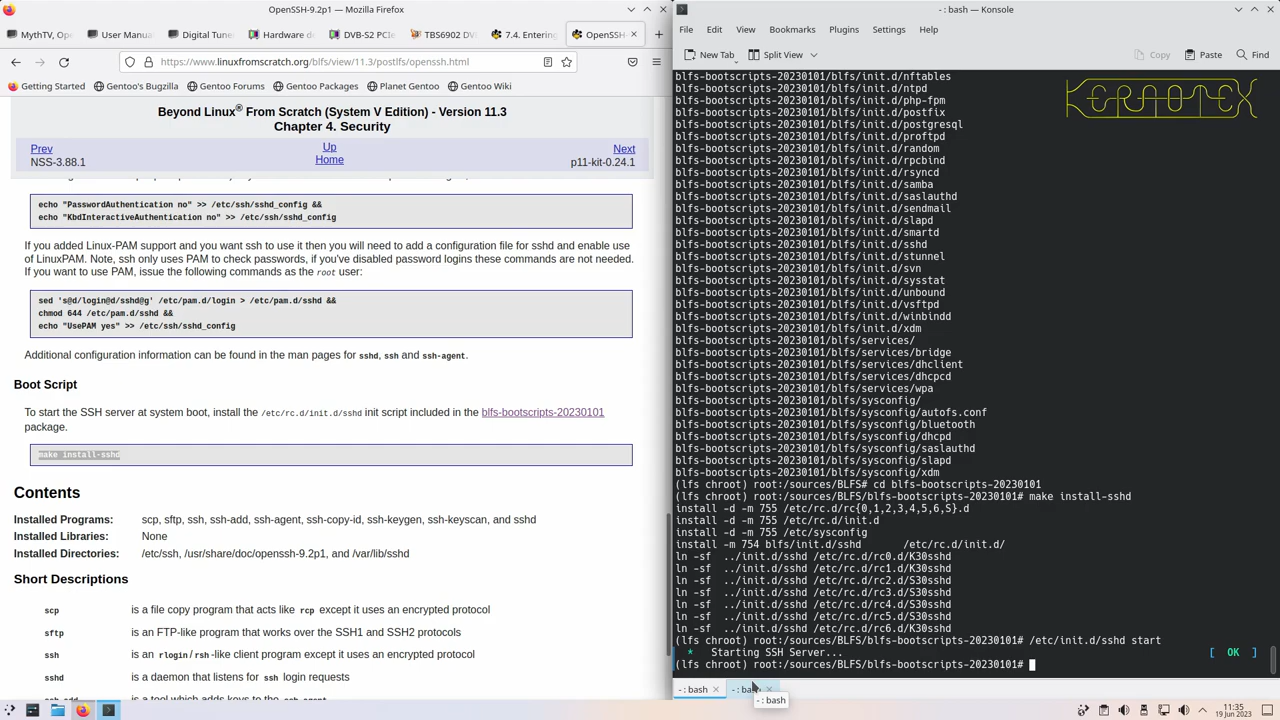 OpenSSH-9.2p1 — Mozilla Firefox
MythTV, Ope
User Manua
Digital Tune
Hardware de
DVB-S2 PCIe
TBS6902 DV
7.4. Entering
OpenSSH-
https://www.linuxfromscratch.org/blfs/view/11.3/postlfs/openssh.html
Getting Started
Gentoo's Bugzilla
Gentoo Forums
Gentoo Packages
Planet Gentoo
Gentoo Wiki
Beyond Linux® From Scratch (System V Edition) - Version 11.3
Chapter 4. Security
Prev
Up
Next
NSS-3.88.1
Home
p11-kit-0.24.1
echo "PasswordAuthentication no" >> /etc/ssh/sshd_config &&
echo "KbdInteractiveAuthentication no" >> /etc/ssh/sshd_config
If you added Linux-PAM support and you want ssh to use it then you will need to add a configuration file for sshd and enable use
of LinuxPAM. Note, ssh only uses PAM to check passwords, if you've disabled password logins these commands are not needed.
If you want to use PAM, issue the following commands as the root user:
sed 's@d/login@d/sshd@g' /etc/pam.d/login > /etc/pam.d/sshd &&
chmod 644 /etc/pam.d/sshd &&
echo "UsePAM yes" >> /etc/ssh/sshd_config
Additional configuration information can be found in the man pages for sshd, ssh and ssh-agent.
Boot Script
To start the SSH server at system boot, install the /etc/rc.d/init.d/sshd init script included in the blfs-bootscripts-20230101
package.
make install-sshd
Contents
Installed Programs: scp, sftp, ssh, ssh-add, ssh-agent, ssh-copy-id, ssh-keygen, ssh-keyscan, and sshd
Installed Libraries: None
Installed Directories: /etc/ssh, /usr/share/doc/openssh-9.2p1, and /var/lib/sshd
Short Descriptions
scp is a file copy program that acts like rcp except it uses an encrypted protocol
sftp is an FTP-like program that works over the SSH1 and SSH2 protocols
ssh is an rlogin/rsh-like client program except it uses an encrypted protocol
sshd is a daemon that listens for ssh login requests
- : bash — Konsole
File Edit View Bookmarks Plugins Settings Help
New Tab
Split View
Copy
Paste
Find
KERAOTEX
blfs-bootscripts-20230101/blfs/init.d/nftables
blfs-bootscripts-20230101/blfs/init.d/ntpd
blfs-bootscripts-20230101/blfs/init.d/php-fpm
blfs-bootscripts-20230101/blfs/init.d/postfix
blfs-bootscripts-20230101/blfs/init.d/postgresql
blfs-bootscripts-20230101/blfs/init.d/proftpd
blfs-bootscripts-20230101/blfs/init.d/random
blfs-bootscripts-20230101/blfs/init.d/rpcbind
blfs-bootscripts-20230101/blfs/init.d/rsyncd
blfs-bootscripts-20230101/blfs/init.d/samba
blfs-bootscripts-20230101/blfs/init.d/saslauthd
blfs-bootscripts-20230101/blfs/init.d/sendmail
blfs-bootscripts-20230101/blfs/init.d/slapd
blfs-bootscripts-20230101/blfs/init.d/smartd
blfs-bootscripts-20230101/blfs/init.d/sshd
blfs-bootscripts-20230101/blfs/init.d/stunnel
blfs-bootscripts-20230101/blfs/init.d/svn
blfs-bootscripts-20230101/blfs/init.d/sysstat
blfs-bootscripts-20230101/blfs/init.d/unbound
blfs-bootscripts-20230101/blfs/init.d/vsftpd
blfs-bootscripts-20230101/blfs/init.d/winbindd
blfs-bootscripts-20230101/blfs/init.d/xdm
blfs-bootscripts-20230101/blfs/services/
blfs-bootscripts-20230101/blfs/services/bridge
blfs-bootscripts-20230101/blfs/services/dhclient
blfs-bootscripts-20230101/blfs/services/dhcpcd
blfs-bootscripts-20230101/blfs/services/wpa
blfs-bootscripts-20230101/blfs/sysconfig/
blfs-bootscripts-20230101/blfs/sysconfig/autofs.conf
blfs-bootscripts-20230101/blfs/sysconfig/bluetooth
blfs-bootscripts-20230101/blfs/sysconfig/dhcpd
blfs-bootscripts-20230101/blfs/sysconfig/saslauthd
blfs-bootscripts-20230101/blfs/sysconfig/slapd
blfs-bootscripts-20230101/blfs/sysconfig/xdm
(lfs chroot) root:/sources/BLFS# cd blfs-bootscripts-20230101
(lfs chroot) root:/sources/BLFS/blfs-bootscripts-20230101# make install-sshd
install -d -m 755 /etc/rc.d/rc{0,1,2,3,4,5,6,S}.d
install -d -m 755 /etc/rc.d/init.d
install -d -m 755 /etc/sysconfig
install -m 754 blfs/init.d/sshd /etc/rc.d/init.d/
ln -sf ../init.d/sshd /etc/rc.d/rc0.d/K30sshd
ln -sf ../init.d/sshd /etc/rc.d/rc1.d/K30sshd
ln -sf ../init.d/sshd /etc/rc.d/rc2.d/S30sshd
ln -sf ../init.d/sshd /etc/rc.d/rc3.d/S30sshd
ln -sf ../init.d/sshd /etc/rc.d/rc4.d/S30sshd
ln -sf ../init.d/sshd /etc/rc.d/rc5.d/S30sshd
ln -sf ../init.d/sshd /etc/rc.d/rc6.d/K30sshd
(lfs chroot) root:/sources/BLFS/blfs-bootscripts-20230101# /etc/init.d/sshd start
* Starting SSH Server... [ OK ]
(lfs chroot) root:/sources/BLFS/blfs-bootscripts-20230101#
- : bash
- : bash
- : bash
11:35
19 Jun 2023